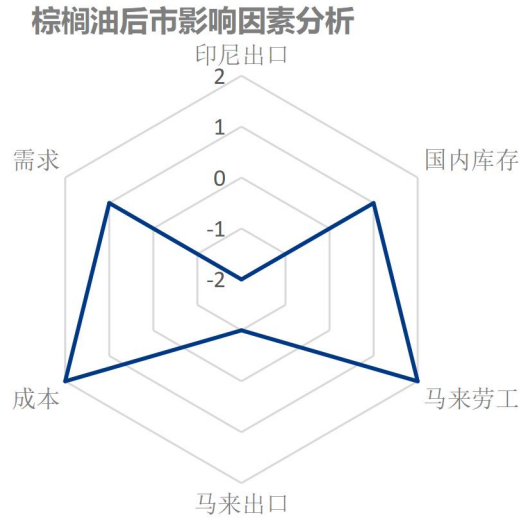 棕榈油后市影响因素分析
印尼出口
2
需求
国内库存
1
0
-1
-2
成本
马来劳工
马来出口